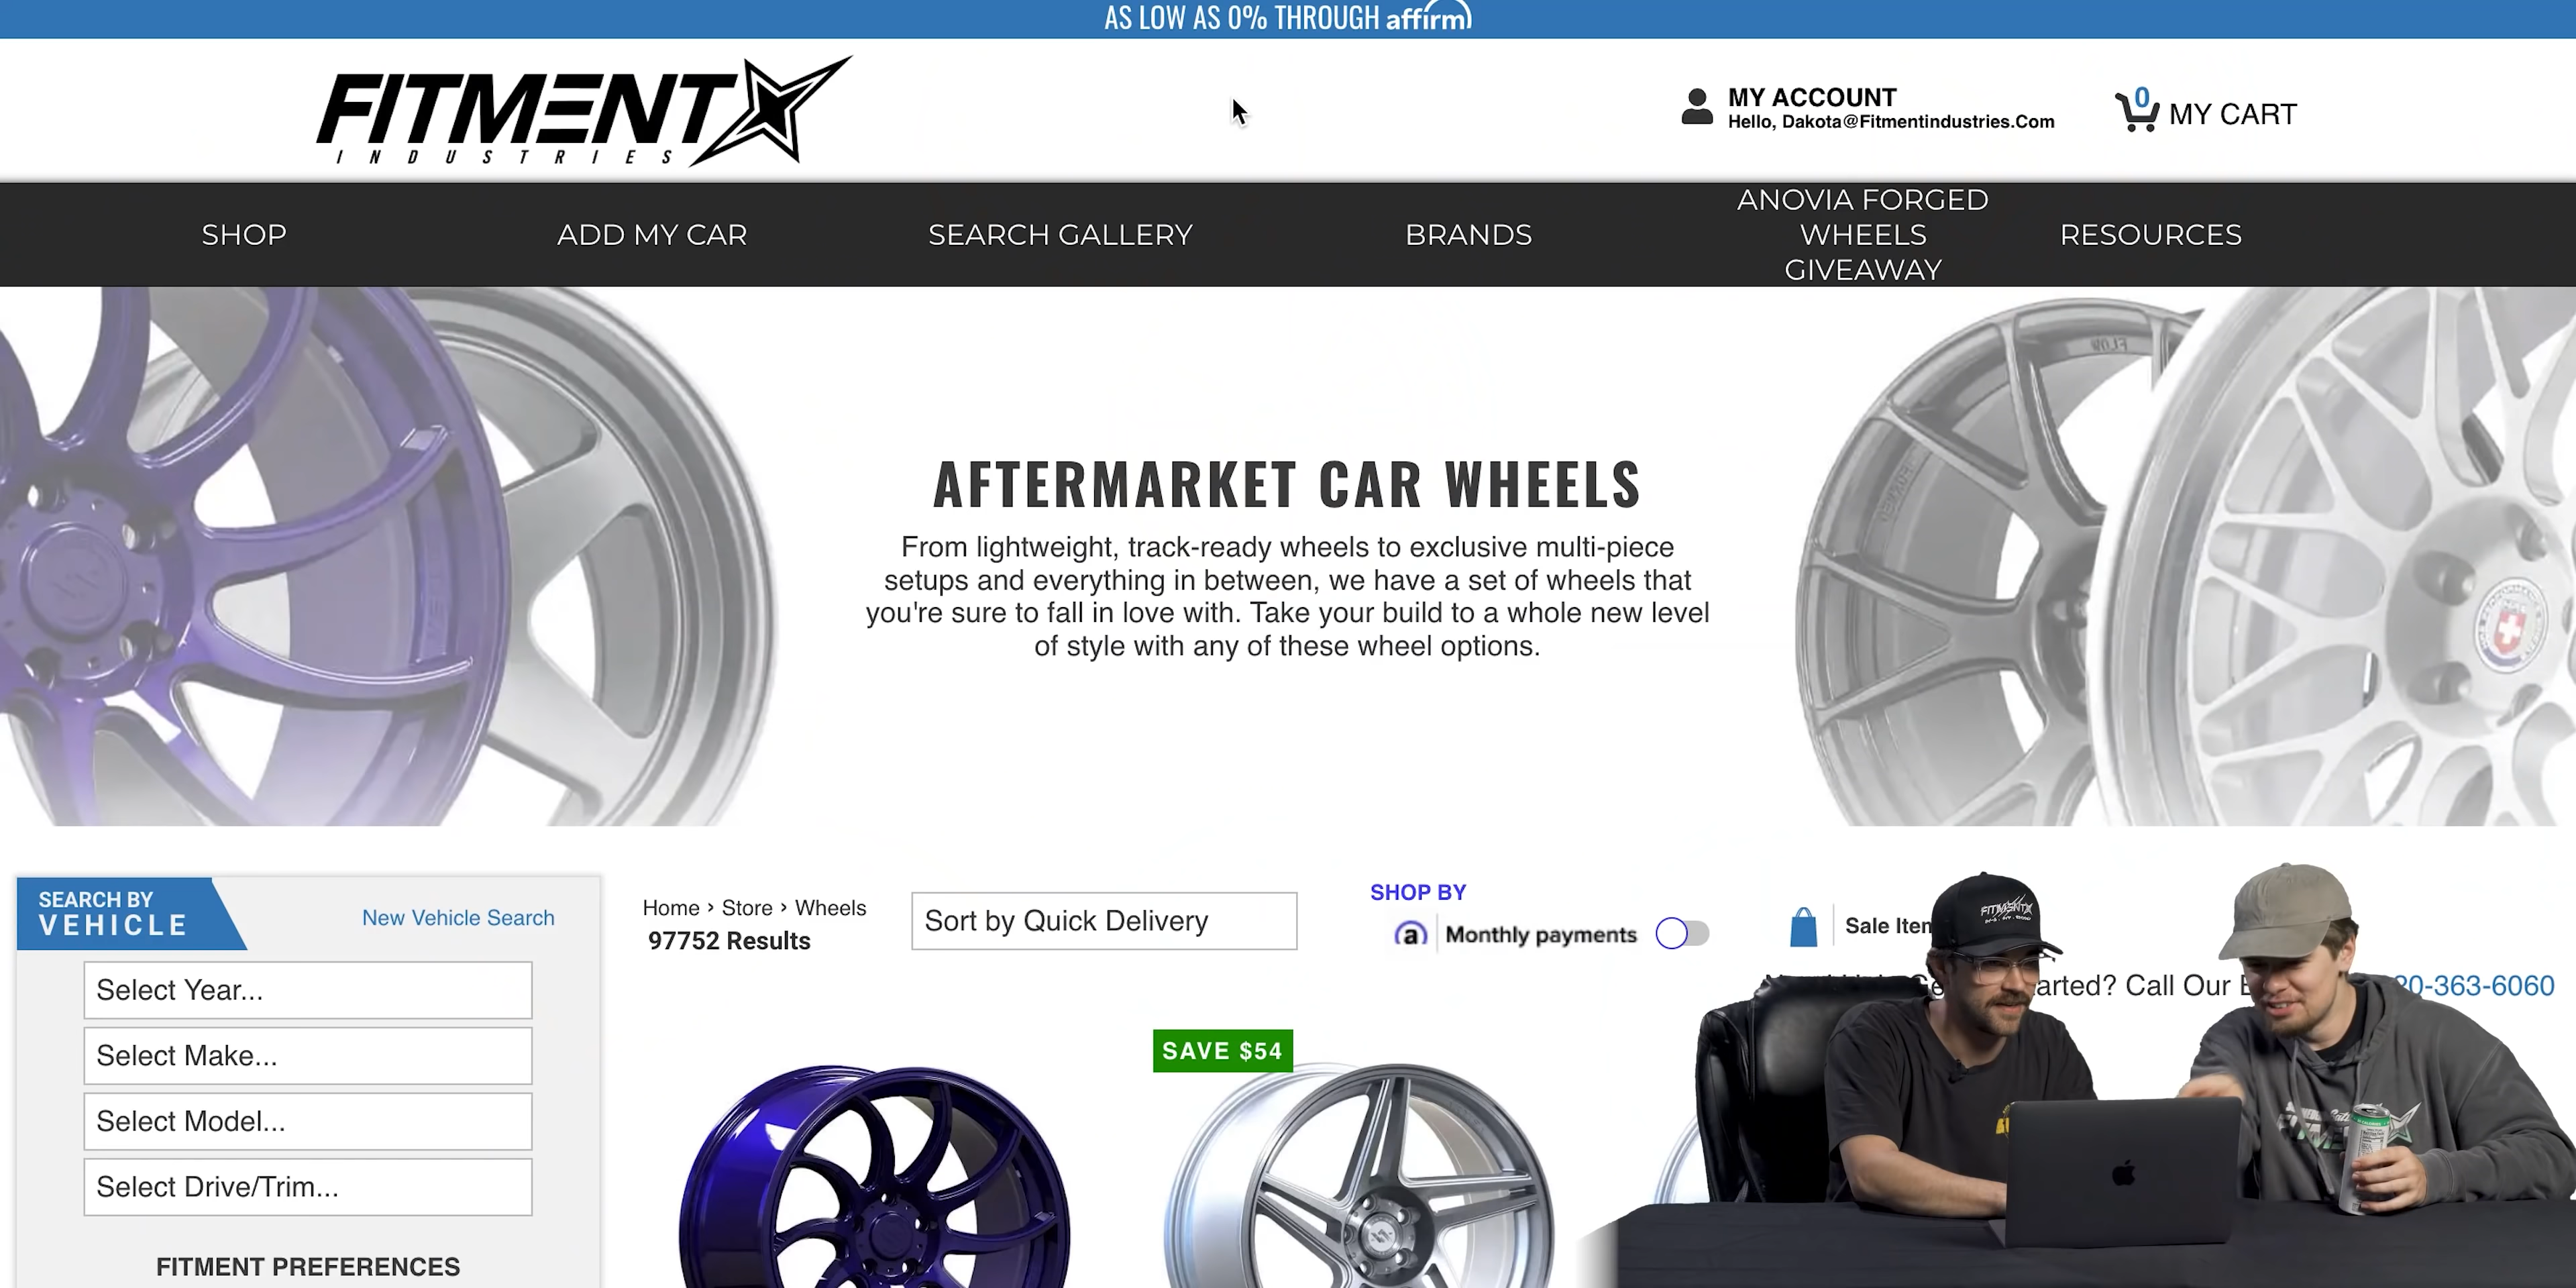 AS LOW AS 0% THROUGH affirm
FITMENT
INDUSTRIES
MY ACCOUNT
Hello, Dakota@Fitmentindustries.Com
0
MY CART
SHOP
ADD MY CAR
SEARCH GALLERY
BRANDS
ANOVIA FORGED
WHEELS
GIVEAWAY
RESOURCES
AFTERMARKET CAR WHEELS
From lightweight, track-ready wheels to exclusive multi-piece
setups and everything in between, we have a set of wheels that
you're sure to fall in love with. Take your build to a whole new level
of style with any of these wheel options.
SEARCH BY
VEHICLE
New Vehicle Search
Select Year...
Select Make...
Select Model...
Select Drive/Trim...
FITMENT PREFERENCES
Home › Store › Wheels
97752 Results
Sort by Quick Delivery
SHOP BY
a Monthly payments
Sale
Call Our
0-363-6060
SAVE $54
FITMENT